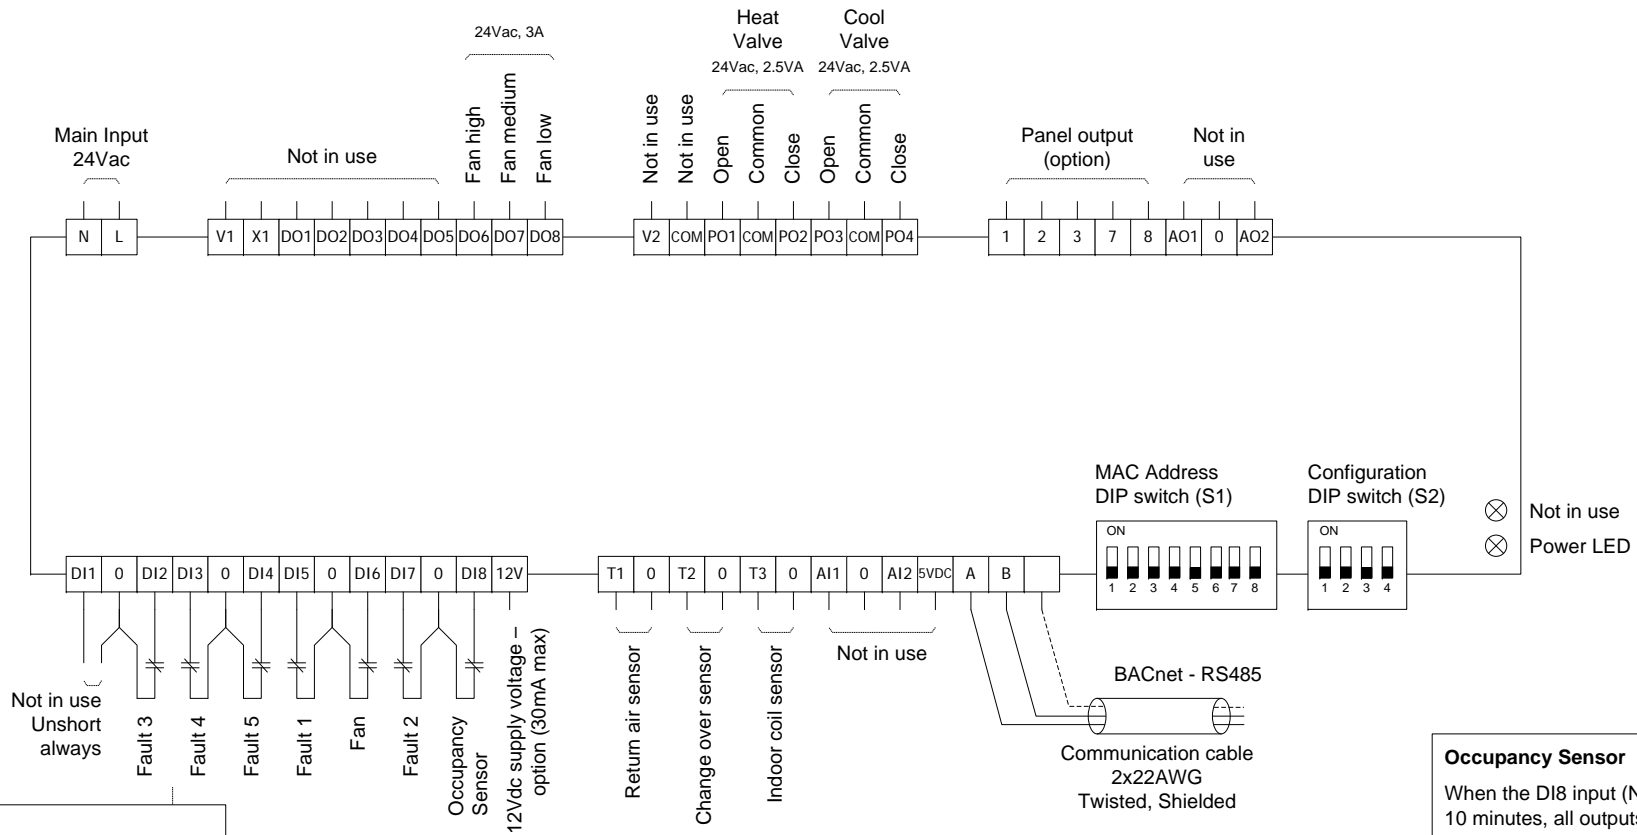 Heat
Valve
Cool
Valve
24Vac, 3A
24Vac, 2.5VA
24Vac, 2.5VA
Main Input
24Vac
Not in use
Fan high
Fan medium
Fan low
Not in use
Not in use
Open
Common
Close
Open
Common
Close
Panel output
(option)
Not in
use
N L
V1 X1 DO1 DO2 DO3 DO4 DO5 DO6 DO7 DO8
V2 COM PO1 COM PO2 PO3 COM PO4
1 2 3 7 8 AO1 0 AO2
MAC Address
DIP switch (S1)
ON
1 2 3 4 5 6 7 8
Configuration
DIP switch (S2)
ON
1 2 3 4
Not in use
Power LED
DI1 0 DI2 DI3 0 DI4 DI5 0 DI6 DI7 0 DI8 12V
T1 0 T2 0 T3 0 AI1 0 AI2 5VDC A B
Not in use
Unshort
always
Fault 3
Fault 4
Fault 5
Fault 1
Fan
Fault 2
Occupancy
Sensor
12Vdc supply voltage –
option (30mA max)
Return air sensor
Change over sensor
Indoor coil sensor
Not in use
BACnet - RS485
Communication cable
2x22AWG
Twisted, Shielded
Occupancy Sensor
When the DI8 input (N
10 minutes, all outputs